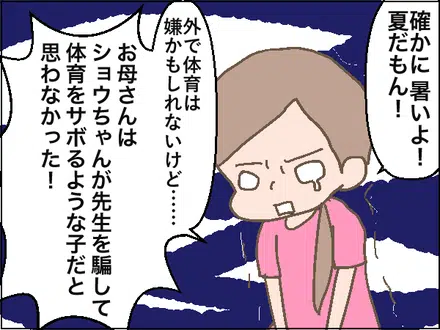 確かに 暑いよ！
夏だもん！
外で体育は
嫌かもしれないけど……
お母さんは
ショウちゃんが先生を騙して
体育をサボるような子だと
思わなかった！